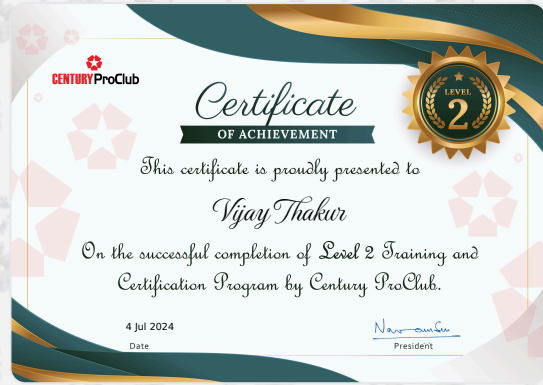 CENTURY ProClub
Certificate
OF ACHIEVEMENT
LEVEL
2
This certificate is proudly presented to
Vijay Thakur
On the successful completion of Level 2 Training and
Certification Program by Century ProClub.
4 Jul 2024
Date
President